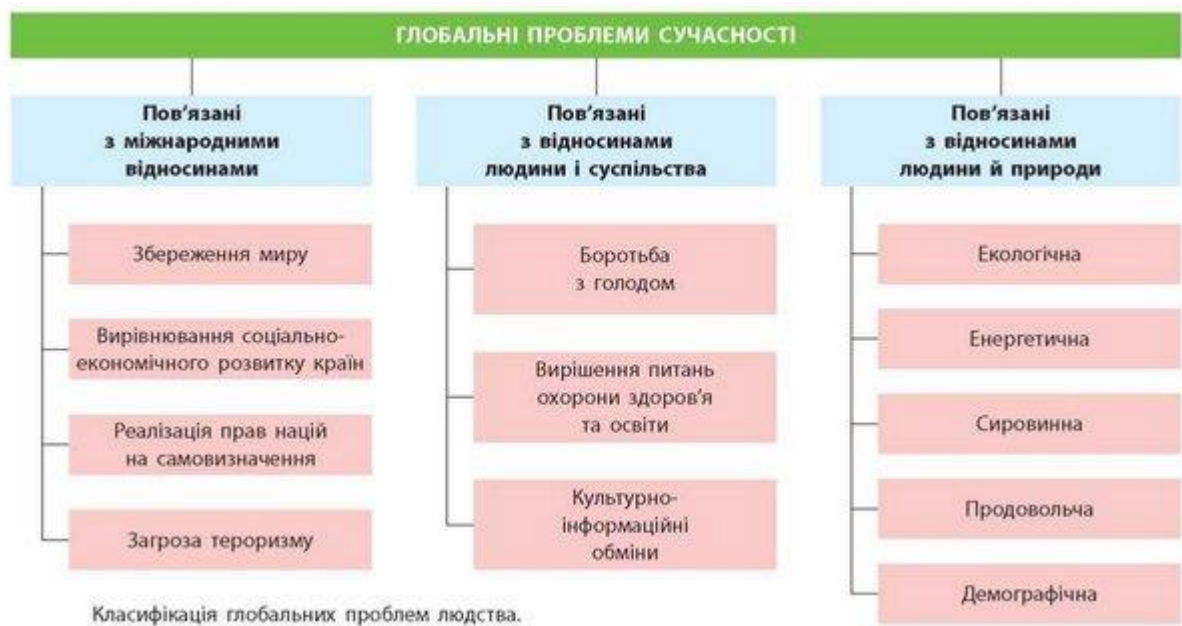 ГЛОБАЛЬНІ ПРОБЛЕМИ СУЧАСНОСТІ
Пов’язані
з міжнародними
відносинами
Збереження миру
Вирівнювання соціально-
економічного розвитку країн
Реалізація прав націй
на самовизначення
Загроза тероризму
Пов’язані
з відносинами
людини і суспільства
Боротьба
з голодом
Вирішення питань
охорони здоров’я
та освіти
Культурно-
інформаційні
обміни
Пов’язані
з відносинами
людини й природи
Екологічна
Енергетична
Сировинна
Продовольча
Демографічна
Класифікація глобальних проблем людства.